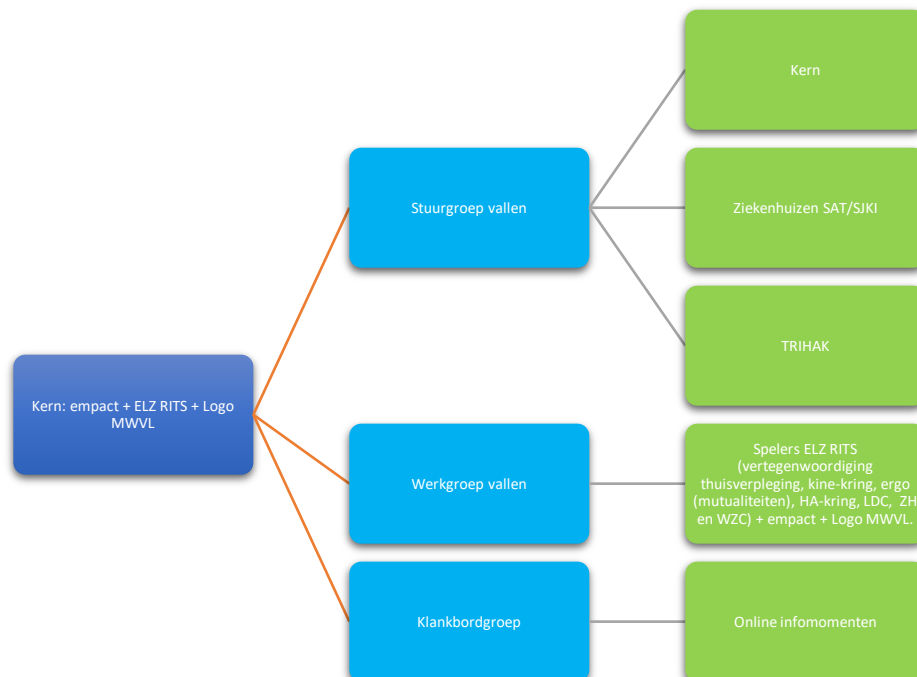 Kern
Stuurgroep vallen
Ziekenhuizen SAT/SJKI
TRIHAK
Kern: empact + ELZ RITS + Logo
MWVL
Werkgroep vallen
Spelers ELZ RITS
(vertegenwoordiging
thuisverpleging, kine-kring, ergo
(mutualiteiten), HA-kring, LDC, ZH
en WZC) + empact + Logo MWVL.
Klankbordgroep
Online infomomenten